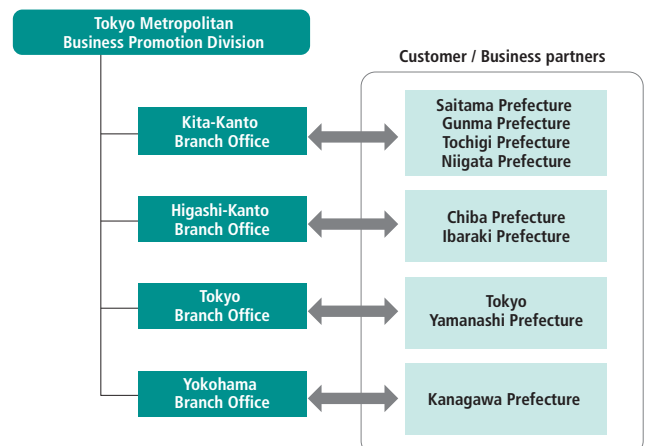 Tokyo Metropolitan
Business Promotion Division
Customer / Business partners
Kita-Kanto
Branch Office
Saitama Prefecture
Gunma Prefecture
Tochigi Prefecture
Niigata Prefecture
Higashi-Kanto
Branch Office
Chiba Prefecture
Ibaraki Prefecture
Tokyo
Branch Office
Tokyo
Yamanashi Prefecture
Yokohama
Branch Office
Kanagawa Prefecture